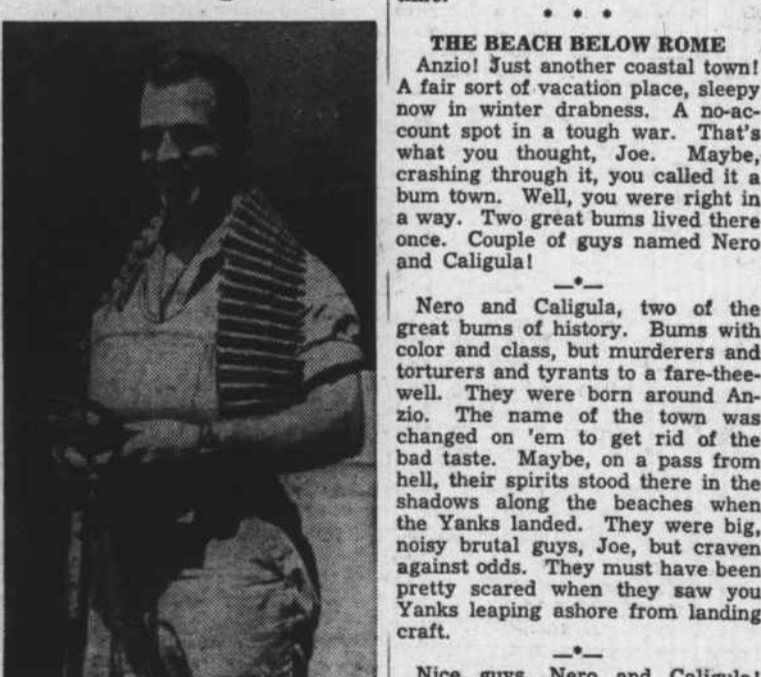 * * *
THE BEACH BELOW ROME
Anzio! Just another coastal town!
A fair sort of vacation place, sleepy
now in winter drabness. A no-ac-
count spot in a tough war. That's
what you thought, Joe. Maybe,
crashing through it, you called it a
bum town. Well, you were right in
a way. Two great bums lived there
once. Couple of guys named Nero
and Caligula!
—*—
Nero and Caligula, two of the
great bums of history. Bums with
color and class, but murderers and
torturers and tyrants to a fare-thee-
well. They were born around An-
zio. The name of the town was
changed on 'em to get rid of the
bad taste. Maybe, on a pass from
hell, their spirits stood there in the
shadows along the beaches when
the Yanks landed. They were big,
noisy brutal guys, Joe, but craven
against odds. They must have been
pretty scared when they saw you
Yanks leaping ashore from landing
craft.
—*—
Nice guys, Nero and Caligula!